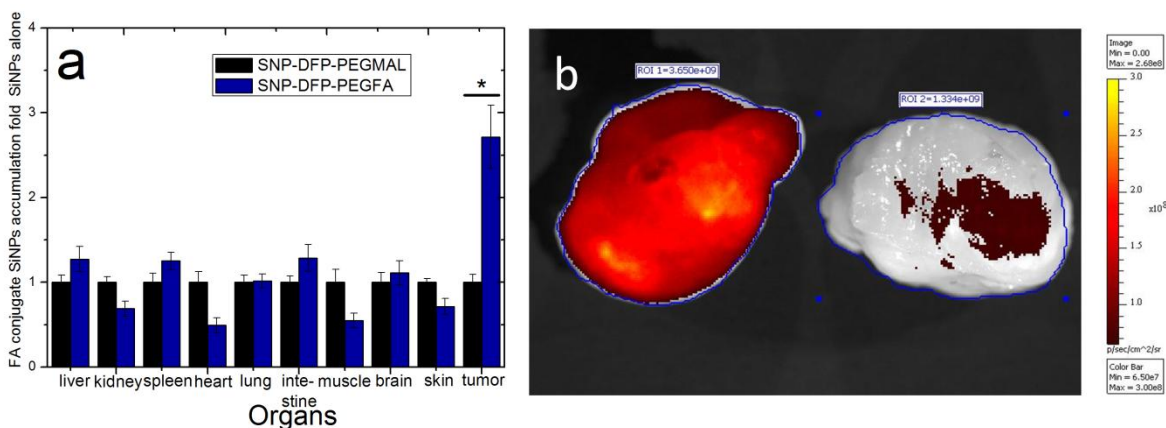 a
SNP-DFP-PEGMAL
SNP-DFP-PEGFA
*
FA conjugate SiNPs accumulation fold SiNPs alone
4
3
2
1
0
liver kidney spleen heart lung inte- muscle brain skin tumor
stine
Organs
b
ROI 1=3.650e+09
ROI 2=1.334e+09
Image
Min = 0.00
Max = 2.68e8
3.0
2.5
2.0
x10⁸
1.5
1.0
p/sec/cm^2/sr
Color Bar
Min = 6.50e7
Max = 3.00e8